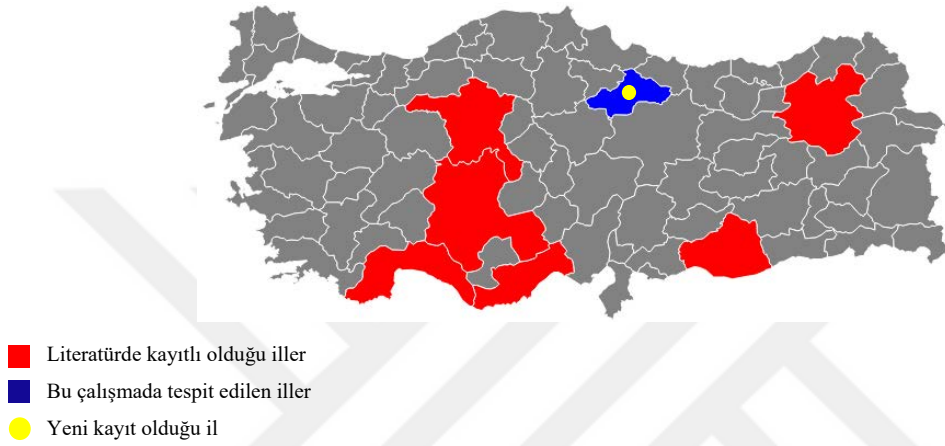 Literatürde kayıtlı olduğu iller
Bu çalışmada tespit edilen iller
Yeni kayıt olduğu il